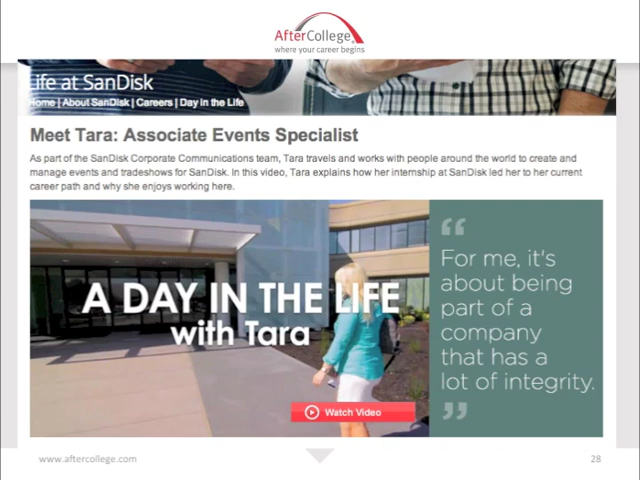 AfterCollege
where your career begins
Life at SanDisk
Home | About SanDisk | Careers | Day in the Life
Meet Tara: Associate Events Specialist
As part of the SanDisk Corporate Communications team, Tara travels and works with people around the world to create and
manage events and tradeshows for SanDisk. In this video, Tara explains how her internship at SanDisk led her to her current
career path and why she enjoys working here.
A DAY IN THE LIFE
with Tara
Watch Video
“
For me, it's
about being
part of a
company
that has a
lot of integrity.
”
www.aftercollege.com
28